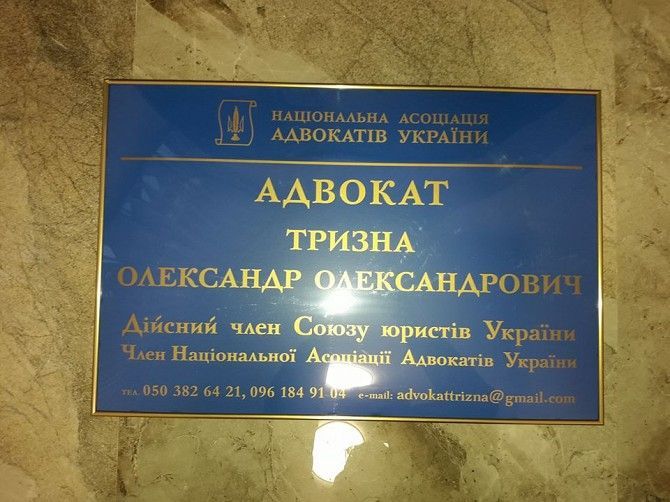 НАЦІОНАЛЬНА АСОЦІАЦІЯ
АДВОКАТІВ УКРАЇНИ
АДВОКАТ
ТРИЗНА
ОЛЕКСАНДР ОЛЕКСАНДРОВИЧ
Дійсний член Союзу юристів України
Член Національної Асоціації Адвокатів України
тел. 050 382 64 21, 096 184 91 04 e-mail: advokattrizna@gmail.com